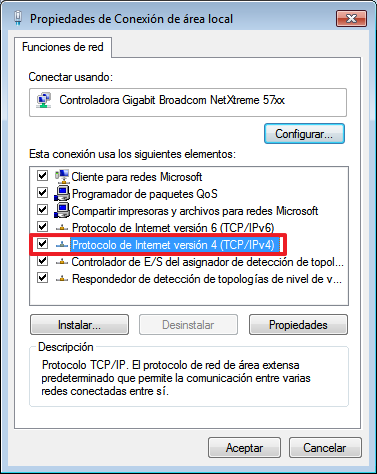 Propiedades de Conexión de área local
Funciones de red
Conectar usando:
Controladora Gigabit Broadcom NetXtreme 57xx
Configurar...
Esta conexión usa los siguientes elementos:
Cliente para redes Microsoft
Programador de paquetes QoS
Compartir impresoras y archivos para redes Microsoft
Protocolo de Internet versión 6 (TCP/IPv6)
Protocolo de Internet versión 4 (TCP/IPv4)
Controlador de E/S del asignador de detección de topol...
Respondedor de detección de topologías de nivel de v...
Instalar...
Desinstalar
Propiedades
Descripción
Protocolo TCP/IP. El protocolo de red de área extensa
predeterminado que permite la comunicación entre varias
redes conectadas entre sí.
Aceptar
Cancelar